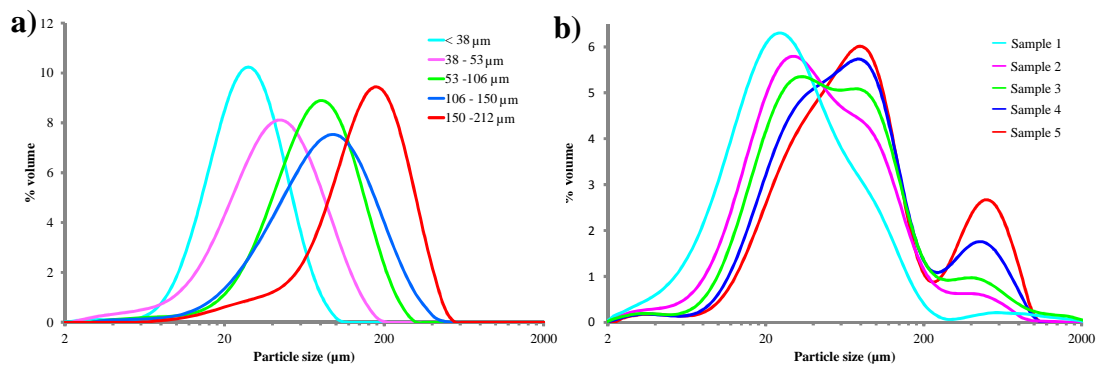 a)
12
10
8
6
4
2
0
% volume
2
20
200
2000
Particle size (µm)
< 38 µm
38 - 53 µm
53 -106 µm
106 - 150 µm
150 -212 µm
b)
6
5
4
3
2
1
0
% volume
2
20
200
2000
Particle size (µm)
Sample 1
Sample 2
Sample 3
Sample 4
Sample 5